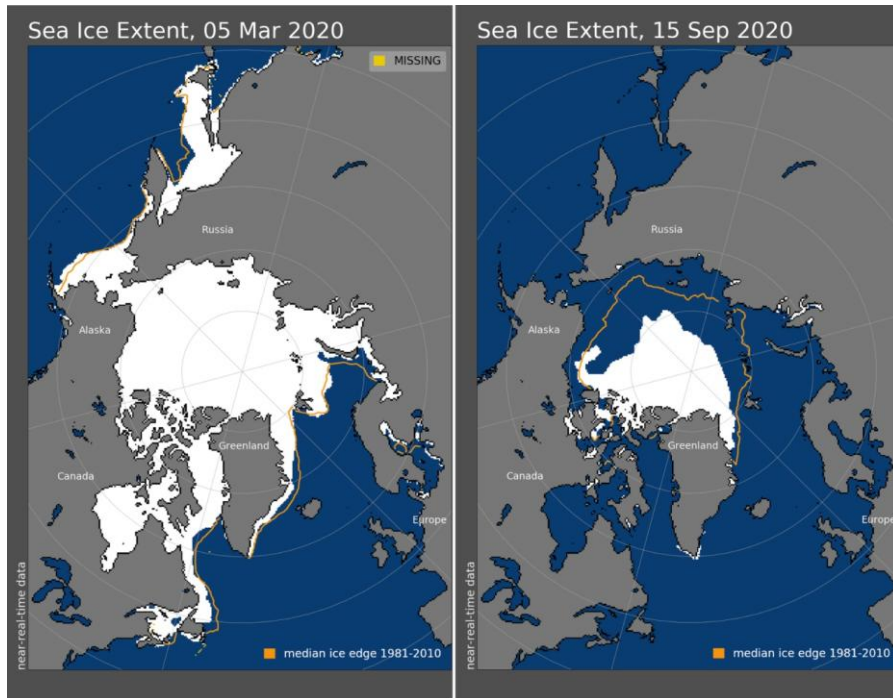 Sea Ice Extent, 05 Mar 2020
MISSING
Russia
Alaska
Greenland
Canada
Europe
near-real-time data
median ice edge 1981-2010
Sea Ice Extent, 15 Sep 2020
Russia
Alaska
Greenland
Canada
Europe
near-real-time data
median ice edge 1981-2010